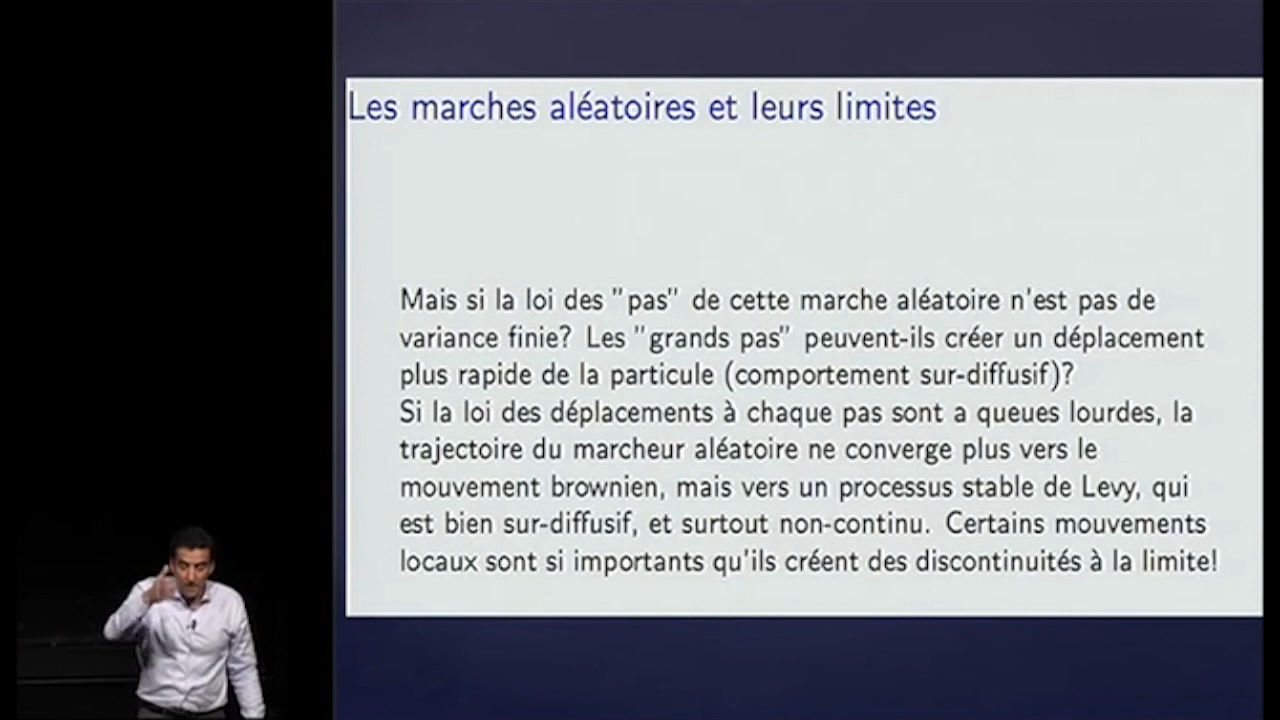 Les marches aléatoires et leurs limites
Mais si la loi des "pas" de cette marche aléatoire n'est pas de
variance finie? Les "grands pas" peuvent-ils créer un déplacement
plus rapide de la particule (comportement sur-diffusif)?
Si la loi des déplacements à chaque pas sont a queues lourdes, la
trajectoire du marcheur aléatoire ne converge plus vers le
mouvement brownien, mais vers un processus stable de Levy, qui
est bien sur-diffusif, et surtout non-continu. Certains mouvements
locaux sont si importants qu'ils créent des discontinuités à la limite!